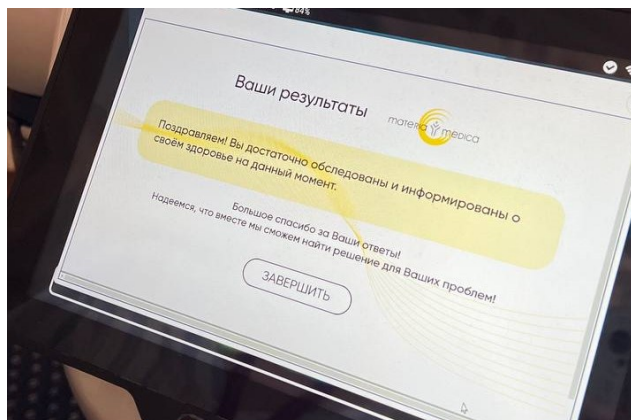 84%
Ваши результаты
materia medica
Поздравляем! Вы достаточно обследованы и информированы о
своём здоровье на данный момент.
Большое спасибо за Ваши ответы!
Надеемся, что вместе мы сможем найти решение для Ваших проблем!
ЗАВЕРШИТЬ